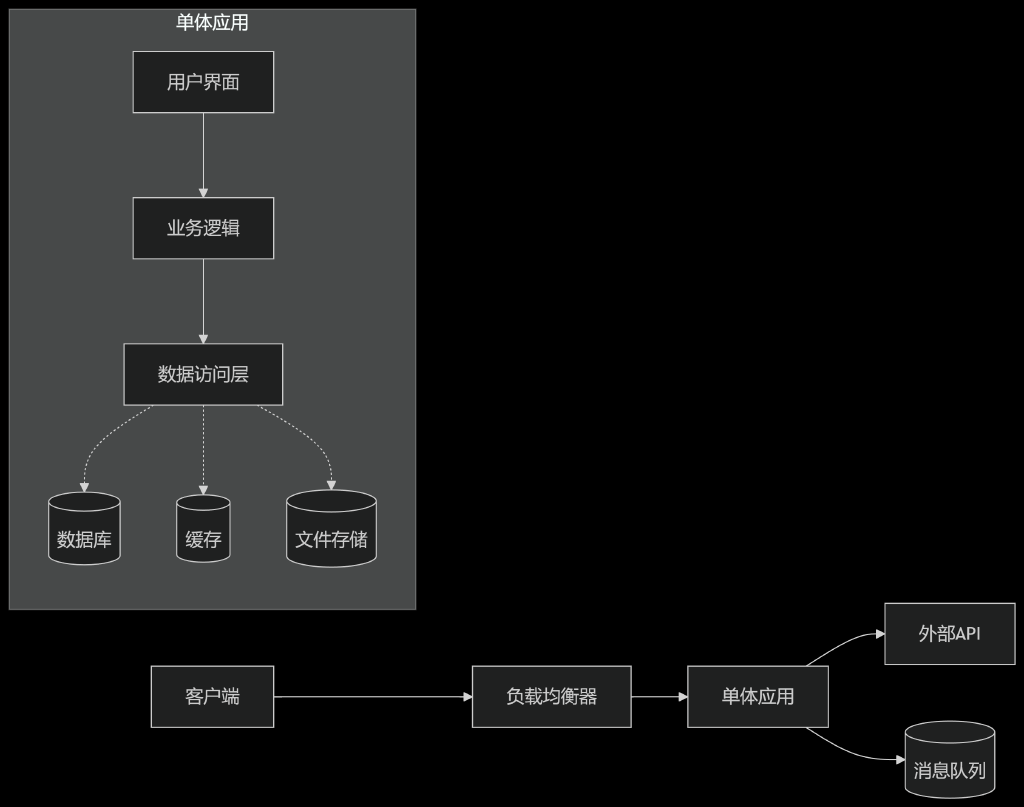 单体应用
用户界面
业务逻辑
数据访问层
数据库
缓存
文件存储
客户端
负载均衡器
单体应用
外部API
消息队列